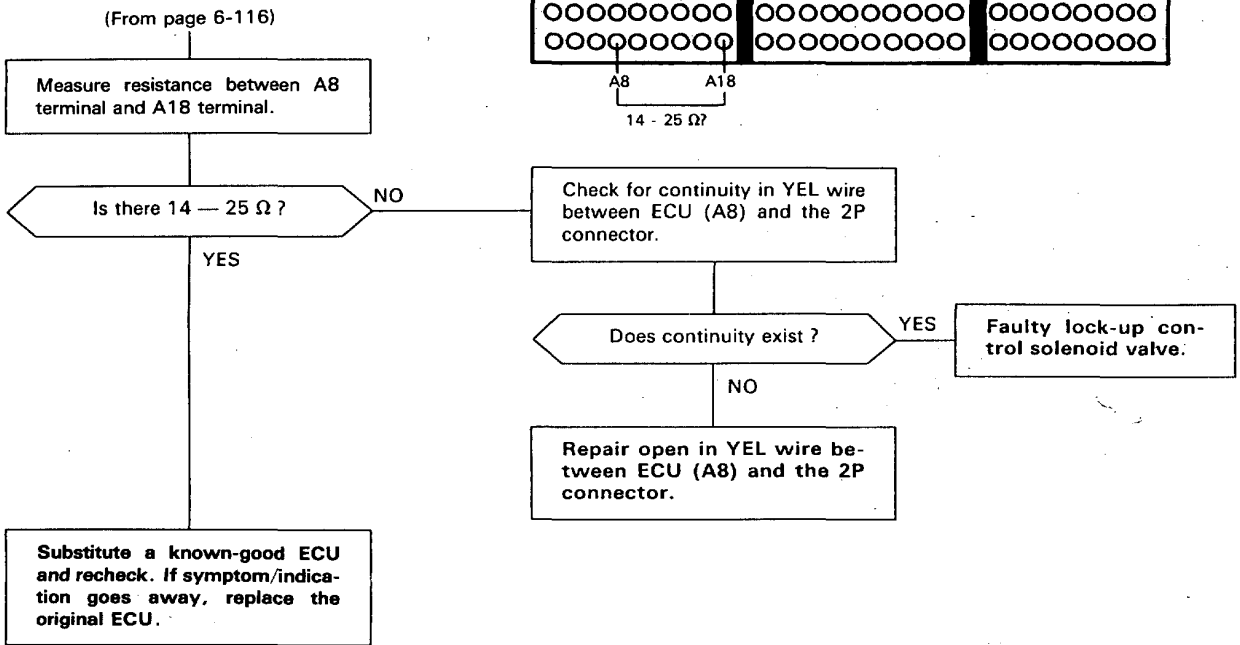 (From page 6-116)
Measure resistance between A8
terminal and A18 terminal.
A8
A18
14 - 25 Ω?
Is there 14 — 25 Ω ?
NO
YES
Check for continuity in YEL wire
between ECU (A8) and the 2P
connector.
Does continuity exist ?
YES
NO
Faulty lock-up con-
trol solenoid valve.
Repair open in YEL wire be-
tween ECU (A8) and the 2P
connector.
Substitute a known-good ECU
and recheck. If symptom/indica-
tion goes away, replace the
original ECU.